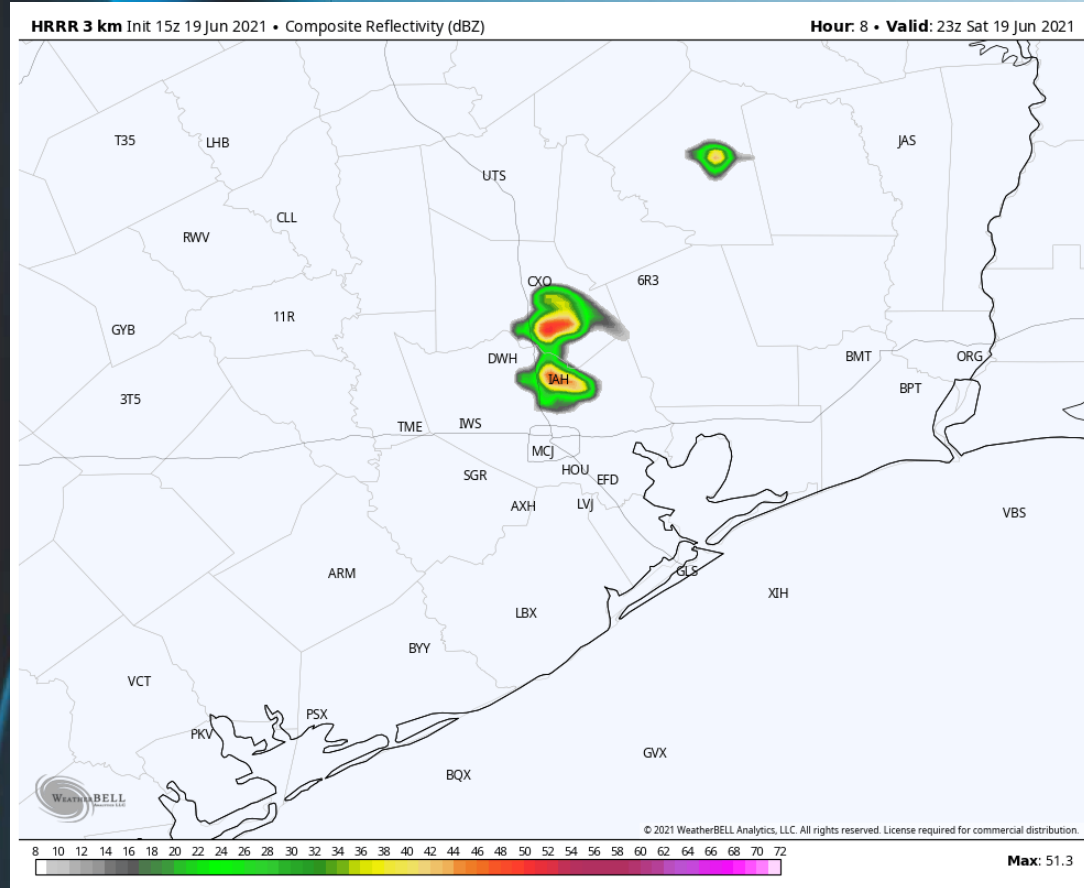 HRRR 3 km Init 15z 19 Jun 2021 • Composite Reflectivity (dBZ)
Hour: 8 • Valid: 23z Sat 19 Jun 2021
T35
LHB
JAS
UTS
CLL
RWV
CXO
6R3
11R
GYB
DWH
BMT
ORG
IAH
BPT
3T5
TME
IWS
MCJ
HOU
SGR
EFD
AXH
LVJ
VBS
ARM
GLS
XIH
LBX
BYY
VCT
PSX
PKV
GVX
BQX
WeatherBELL
Analytics LLC
© 2021 WeatherBELL Analytics, LLC. All rights reserved. License required for commercial distribution.
8 10 12 14 16 18 20 22 24 26 28 30 32 34 36 38 40 42 44 46 48 50 52 54 56 58 60 62 64 66 68 70 72
Max: 51.3